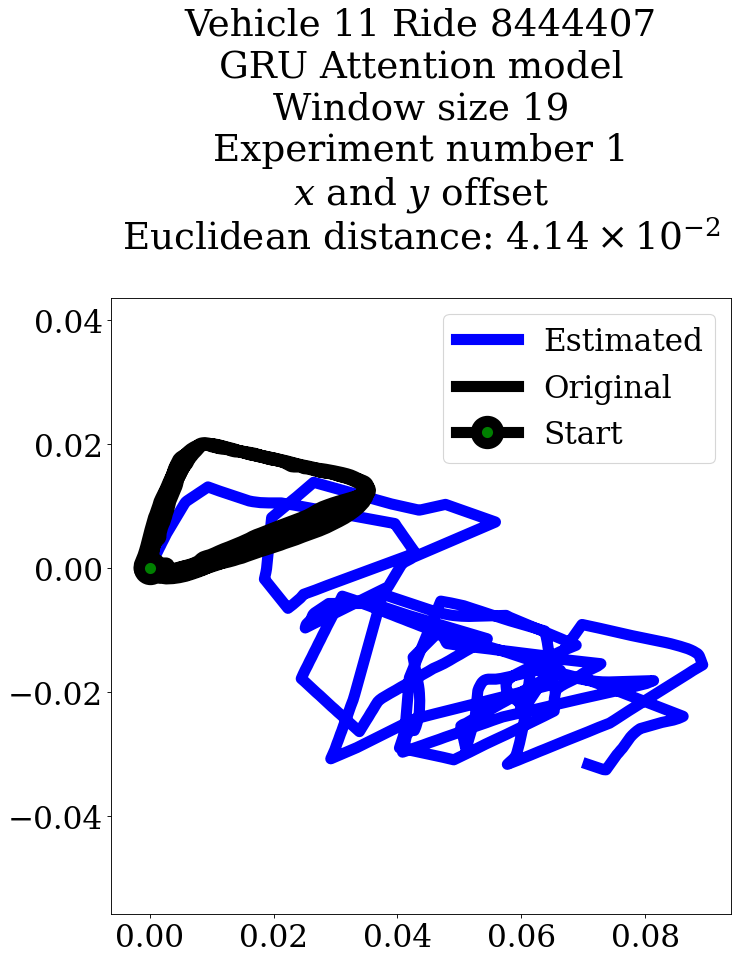 Vehicle 11 Ride 8444407
GRU Attention model
Window size 19
Experiment number 1
x and y offset
Euclidean distance: 4.14 × 10⁻²
Estimated
Original
Start
0.04
0.02
0.00
−0.02
−0.04
0.00 0.02 0.04 0.06 0.08